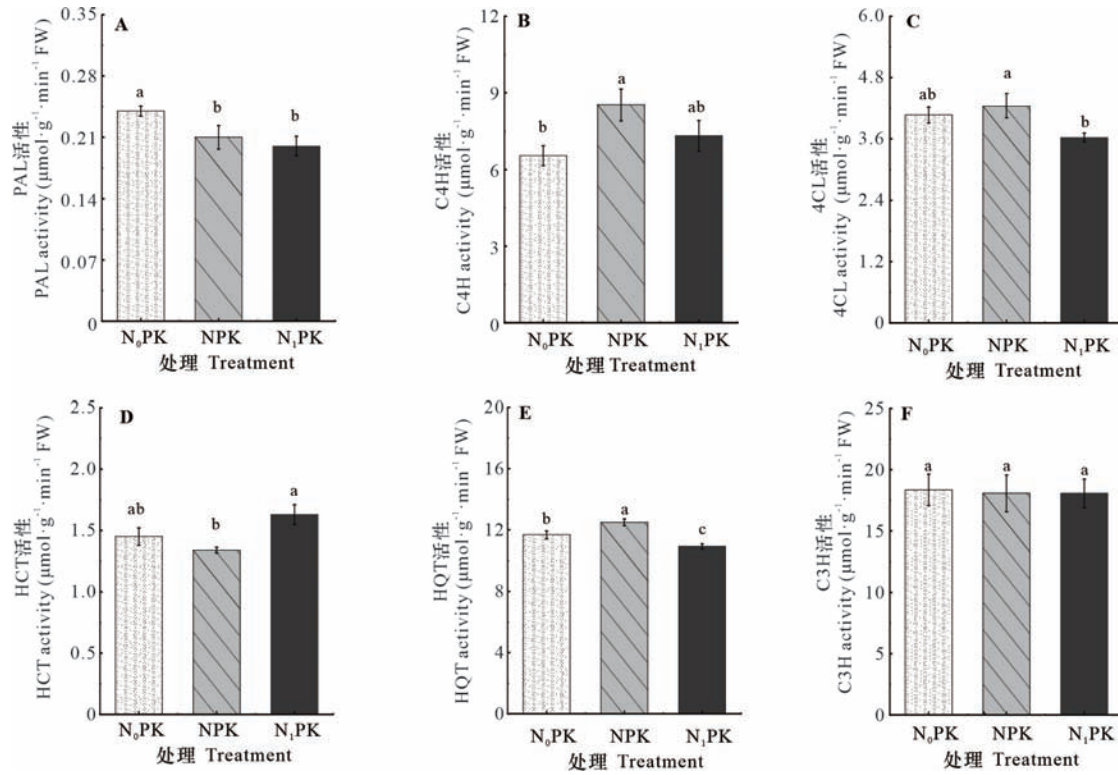 A
PAL活性
PAL activity (μmol·g⁻¹·min⁻¹ FW)
0.35
0.28
0.21
0.14
0.07
0
a
b
b
N₀PK
NPK
N₁PK
处理 Treatment
B
C4H活性
C4H activity (μmol·g⁻¹·min⁻¹ FW)
12
9
6
3
0
b
a
ab
N₀PK
NPK
N₁PK
处理 Treatment
C
4CL活性
4CL activity (μmol·g⁻¹·min⁻¹ FW)
6.0
4.8
3.6
2.4
1.2
0
ab
a
b
N₀PK
NPK
N₁PK
处理 Treatment
D
HCT活性
HCT activity (μmol·g⁻¹·min⁻¹ FW)
2.5
2.0
1.5
1.0
0.5
0
ab
b
a
N₀PK
NPK
N₁PK
处理 Treatment
E
HQT活性
HQT activity (μmol·g⁻¹·min⁻¹ FW)
20
16
12
8
4
0
b
a
c
N₀PK
NPK
N₁PK
处理 Treatment
F
C3H活性
C3H activity (μmol·g⁻¹·min⁻¹ FW)
25
20
15
10
5
0
a
a
a
N₀PK
NPK
N₁PK
处理 Treatment